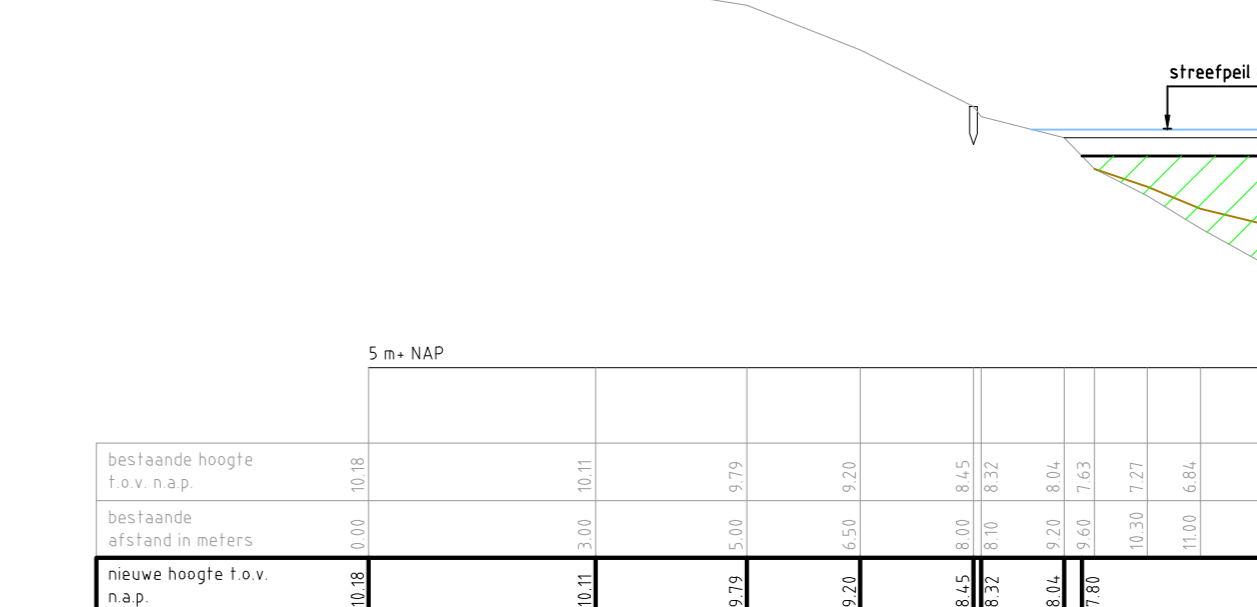 streefpeil
5 m+ NAP
bestaande hoogte
t.o.v. n.a.p.
10.18 10.11 9.79 9.20 8.45 8.32 8.04 7.63 7.27 6.84
bestaande
afstand in meters
0.00 3.00 5.00 6.50 8.00 8.10 9.20 9.60 10.30 11.00
nieuwe hoogte t.o.v.
n.a.p.
10.18 10.11 9.79 9.20 8.45 8.32 8.04 7.80